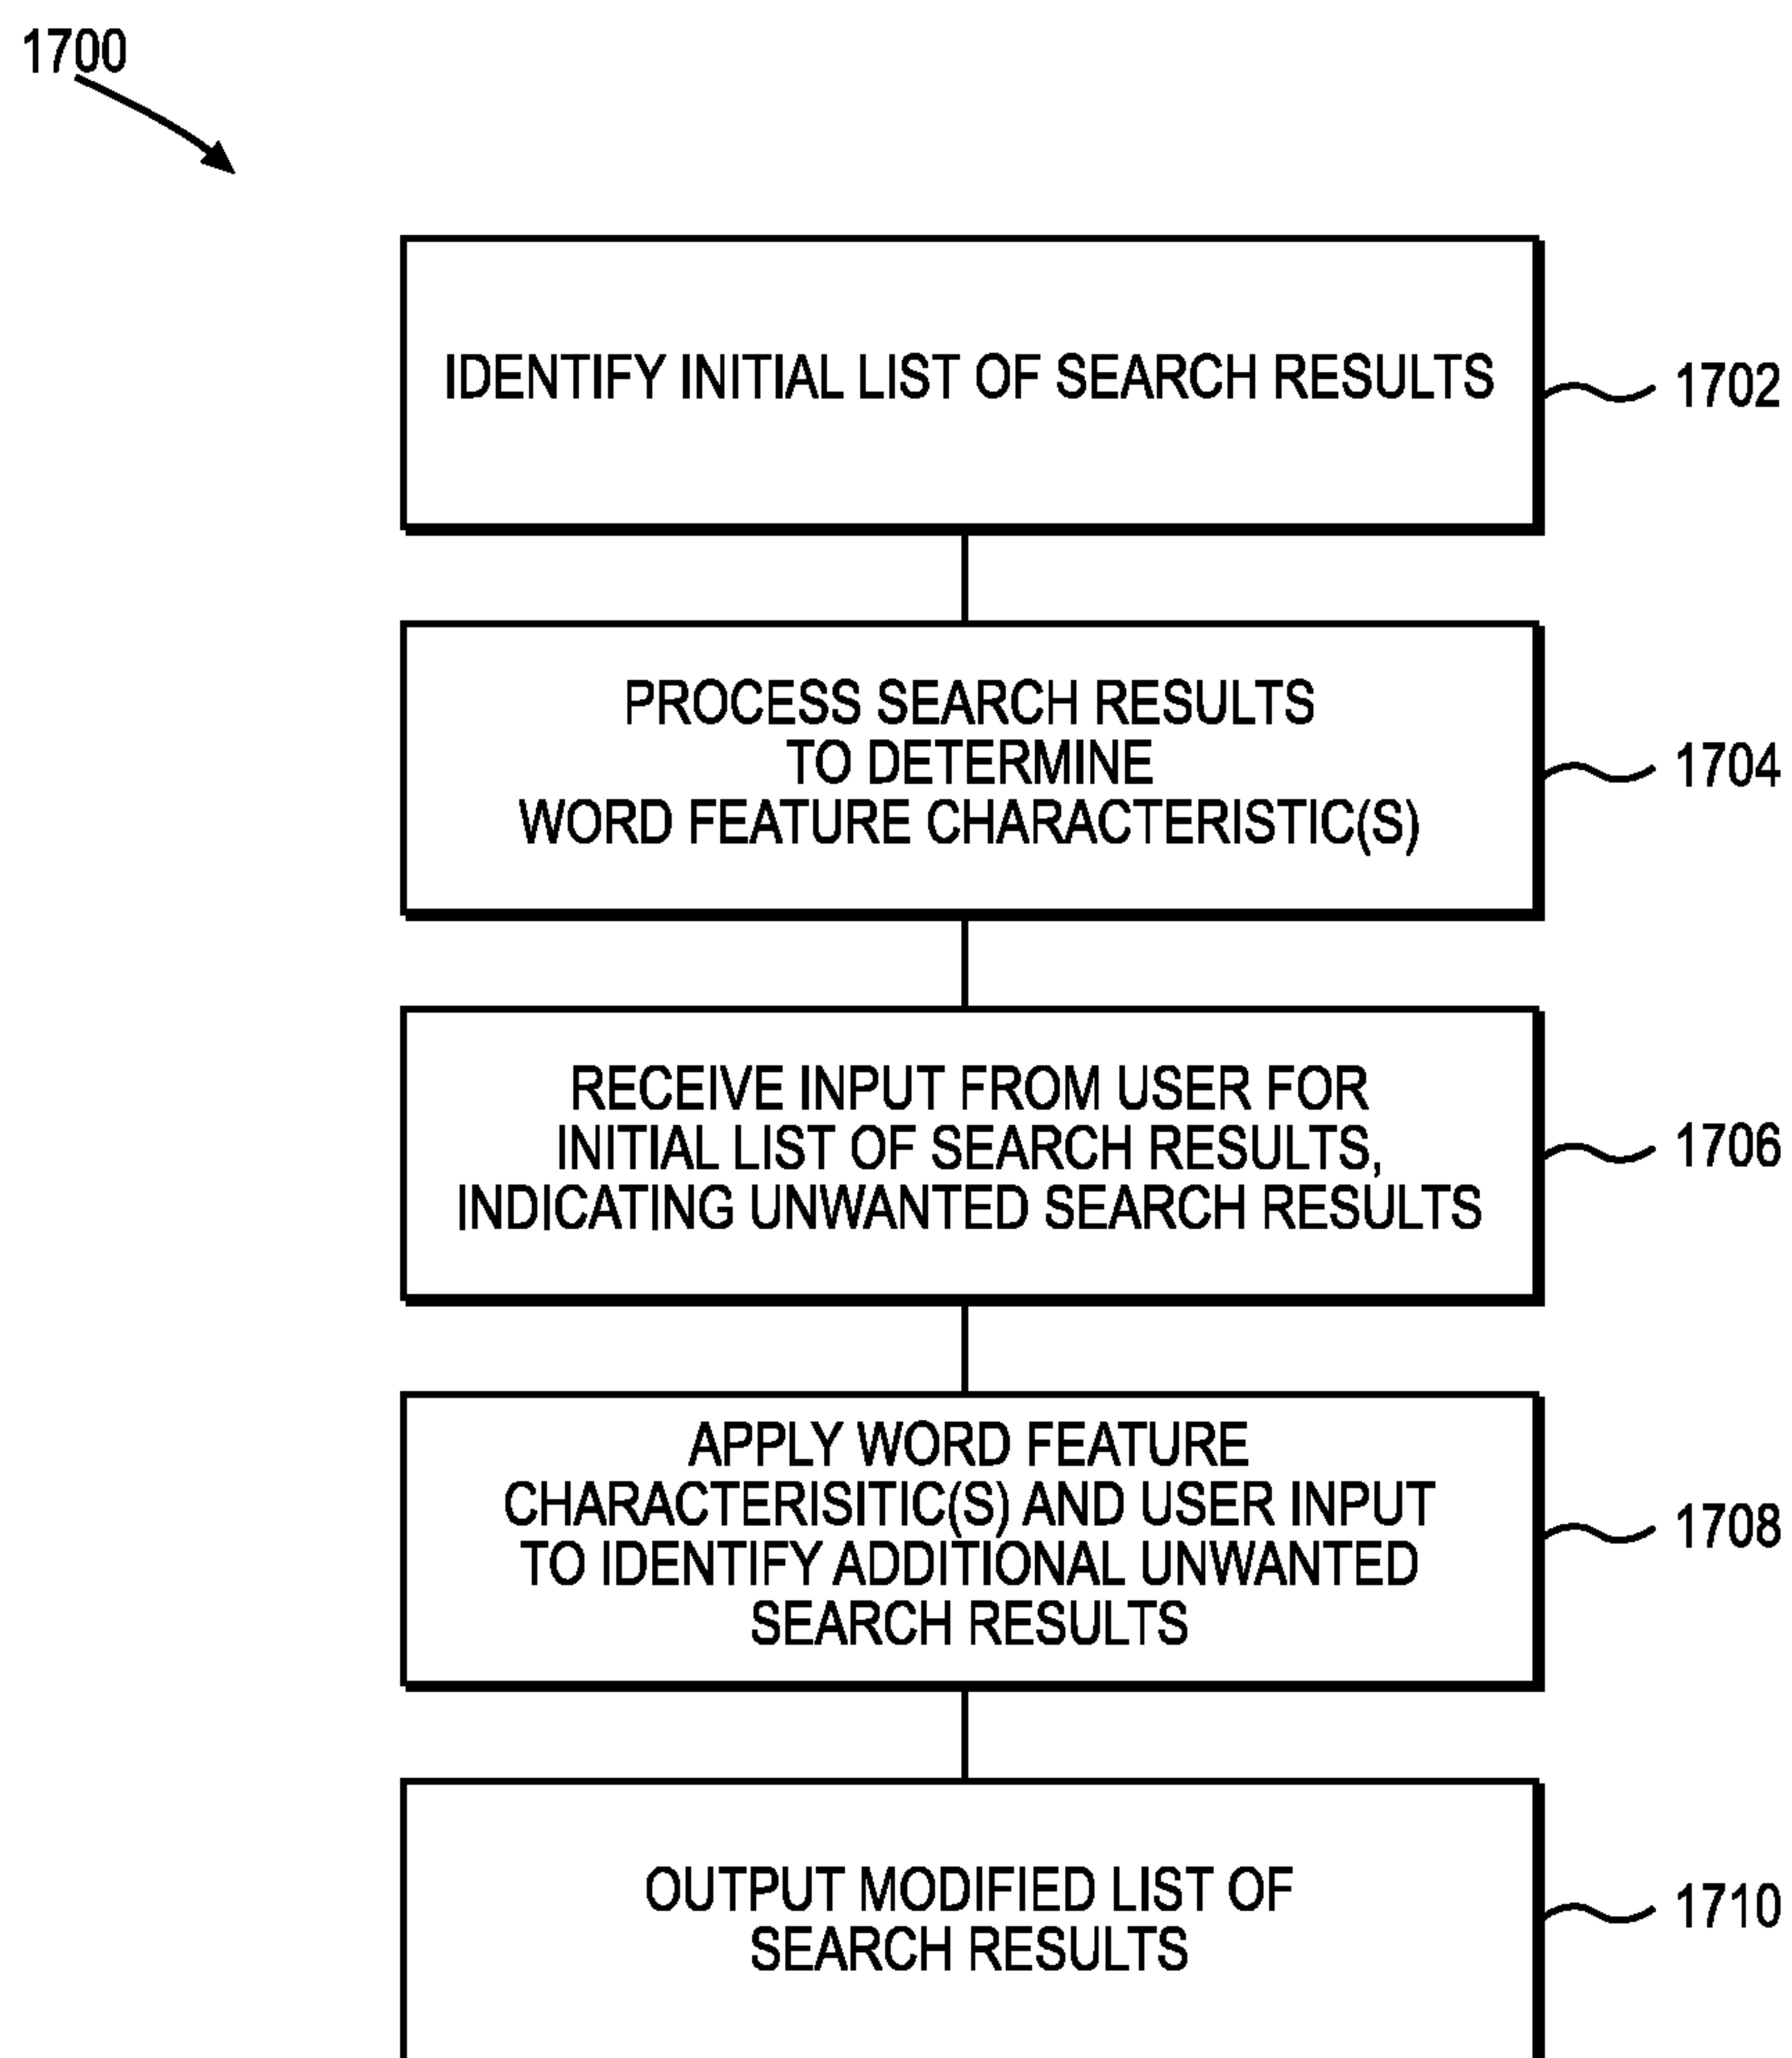 1700
IDENTIFY INITIAL LIST OF SEARCH RESULTS
1702
PROCESS SEARCH RESULTS
TO DETERMINE
WORD FEATURE CHARACTERISTIC(S)
1704
RECEIVE INPUT FROM USER FOR
INITIAL LIST OF SEARCH RESULTS,
INDICATING UNWANTED SEARCH RESULTS
1706
APPLY WORD FEATURE
CHARACTERISITIC(S) AND USER INPUT
TO IDENTIFY ADDITIONAL UNWANTED
SEARCH RESULTS
1708
OUTPUT MODIFIED LIST OF
SEARCH RESULTS
1710